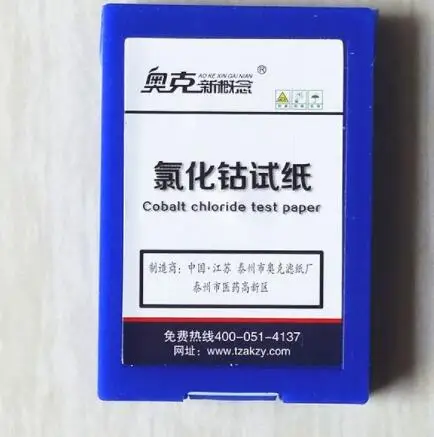 奥克新概念®
AO KE XIN GAI NIAN
氯化钴试纸
Cobalt chloride test paper
制造商：中国·江苏 泰州市奥克滤纸厂
泰州市医药高新区
免费热线400-051-4137
网址：www.tzakzy.com